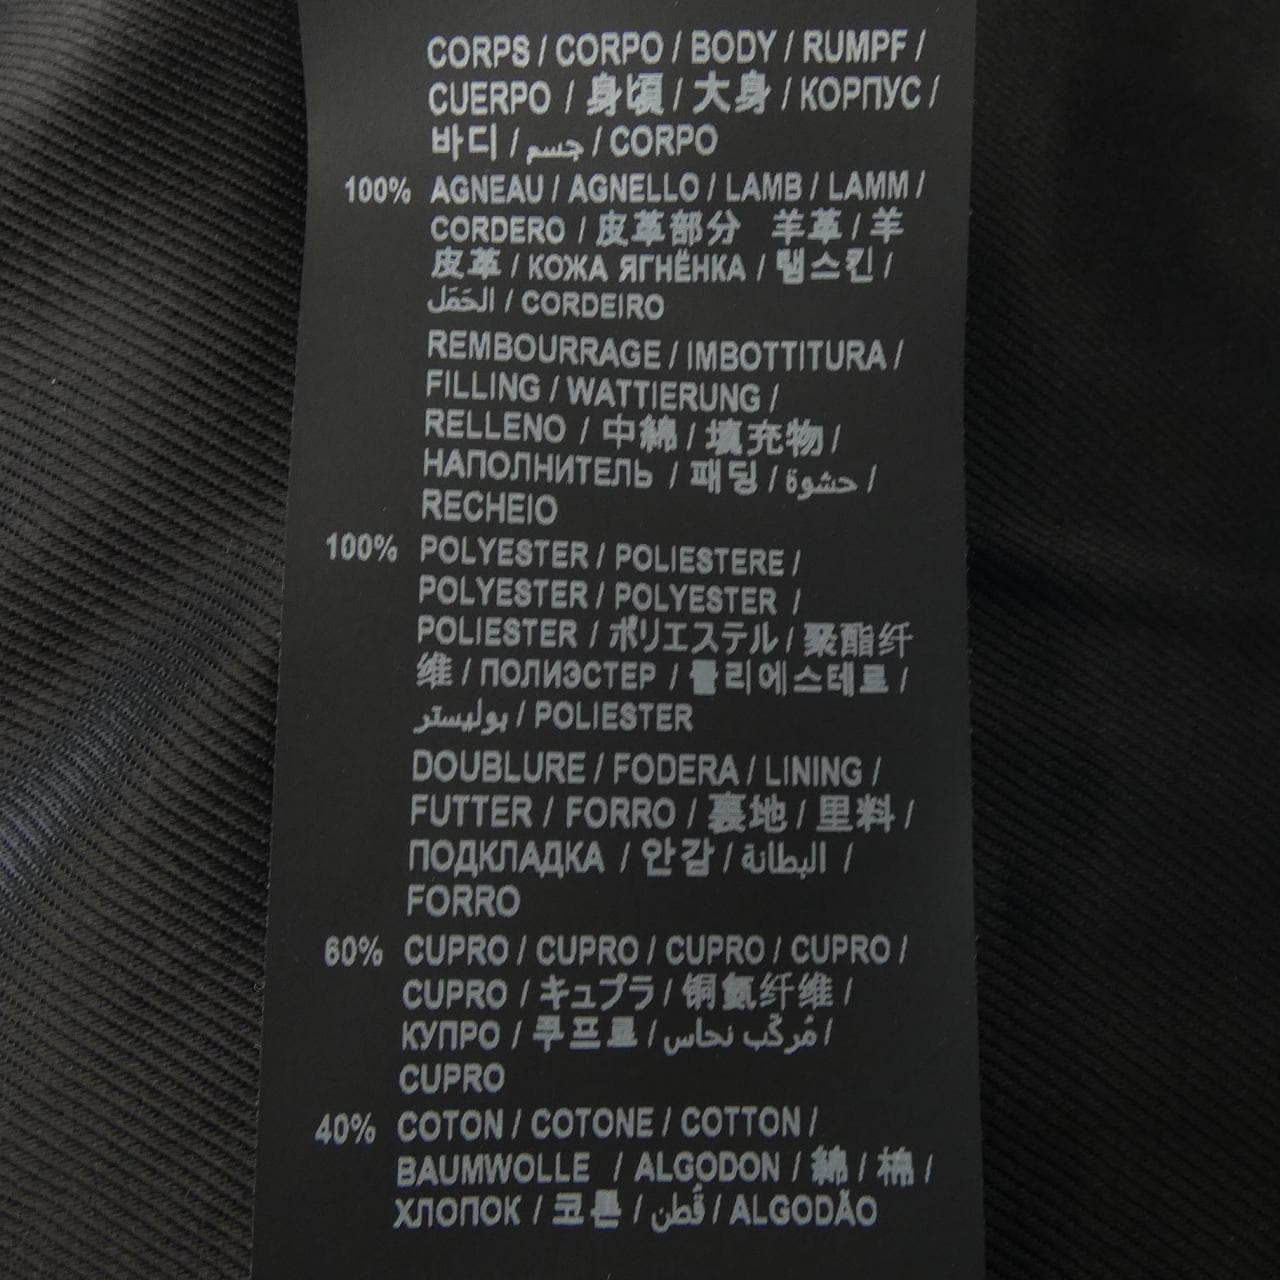 CORPS / CORPO / BODY / RUMPF /
CUERPO / 身頃 / 大身 / КОРПУС /
바디 / جسم / CORPO
100% AGNEAU / AGNELLO / LAMB / LAMM /
CORDERO / 皮革部分 羊革 / 羊
皮革 / КОЖА ЯГНЁНКА / 램스킨 /
الحَمَل / CORDEIRO
REMBOURRAGE / IMBOTTITURA /
FILLING / WATTIERUNG /
RELLENO / 中綿 / 填充物 /
НАПОЛНИТЕЛЬ / 패딩 / حشوة /
RECHEIO
100% POLYESTER / POLIESTERE /
POLYESTER / POLYESTER /
POLIESTER / ポリエステル / 聚酯纤
维 / ПОЛИЭСТЕР / 폴리에스테르 /
بوليستر / POLIESTER
DOUBLURE / FODERA / LINING /
FUTTER / FORRO / 裏地 / 里料 /
ПОДКЛАДКА / 안감 / البطانة /
FORRO
60% CUPRO / CUPRO / CUPRO / CUPRO /
CUPRO / キュプラ / 铜氨纤维 /
КУПРО / 쿠프로 / مُركّب نحاس /
CUPRO
40% COTON / COTONE / COTTON /
BAUMWOLLE / ALGODON / 綿 / 棉 /
ХЛОПОК / 코튼 / قُطن / ALGODÃO